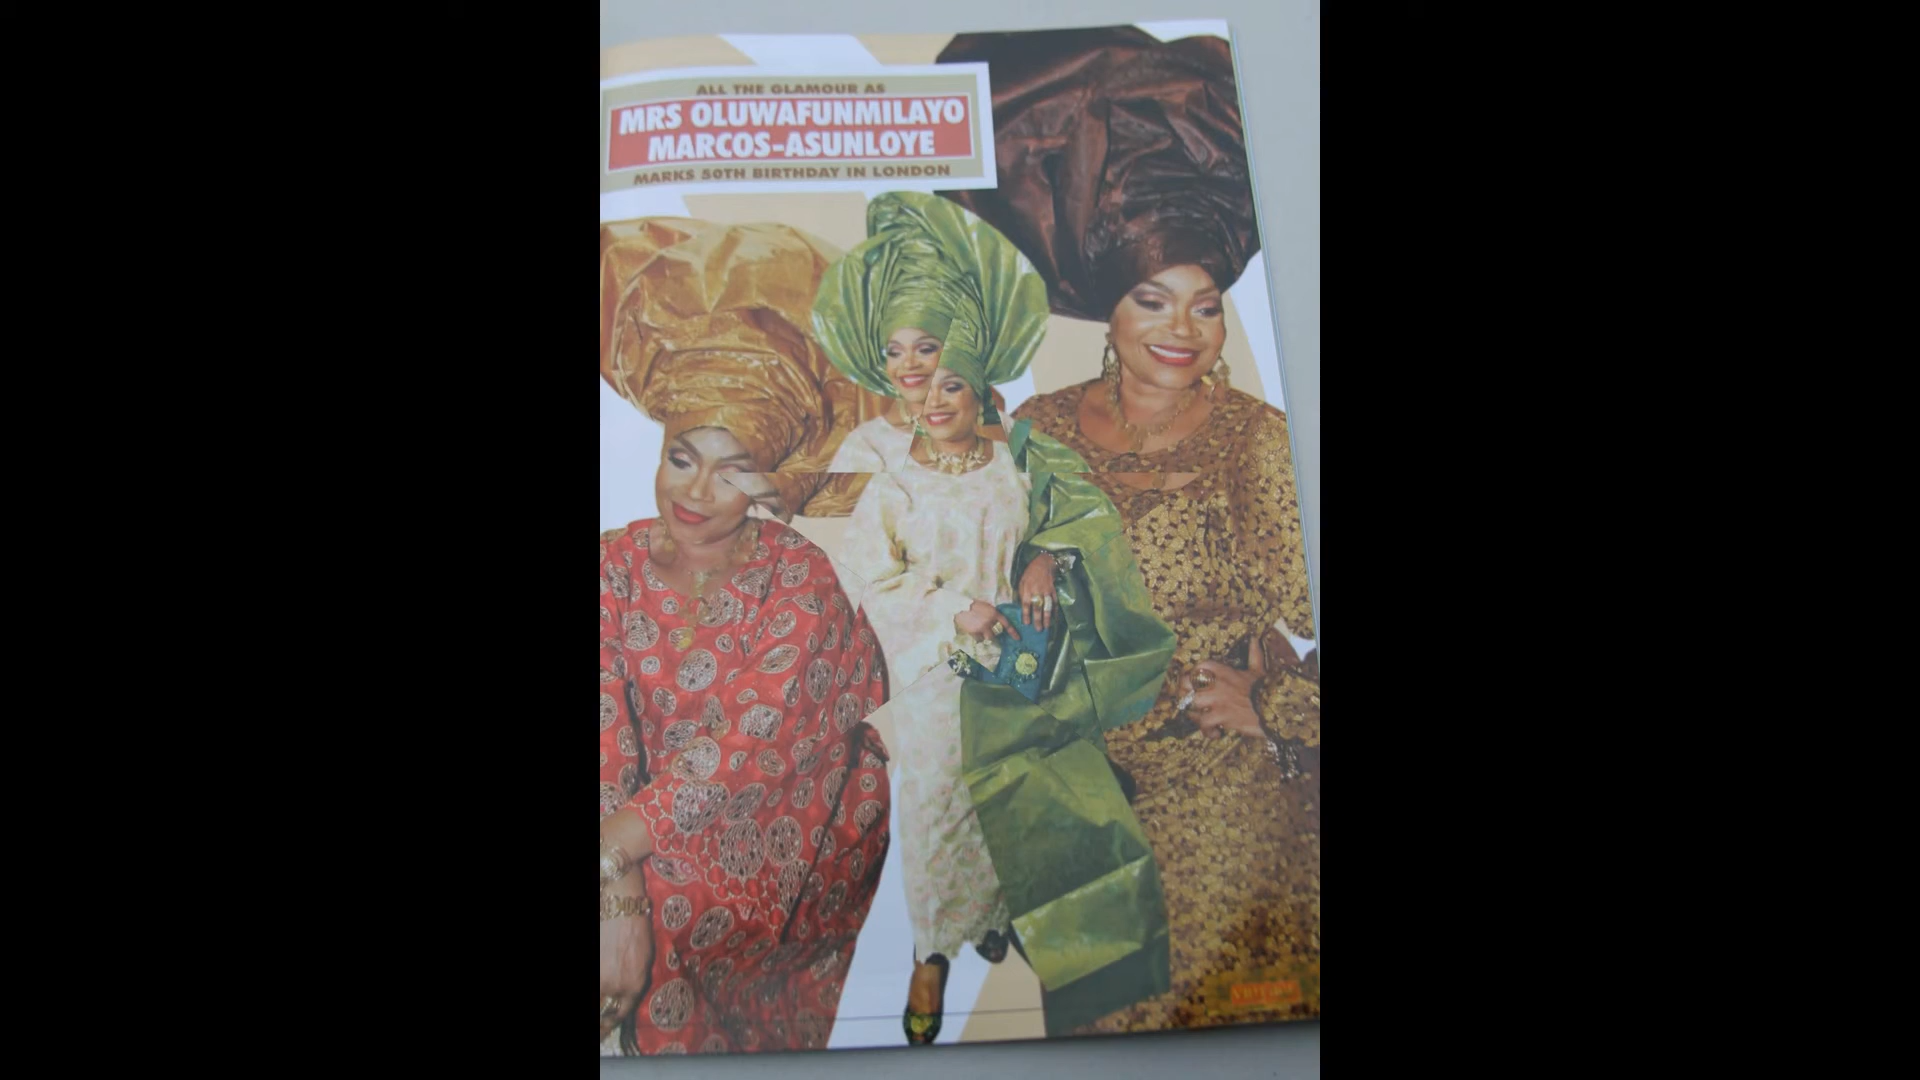 ALL THE GLAMOUR AS
MRS OLUWAFUNMILAYO
MARCOS-ASUNLOYE
MARKS 50TH BIRTHDAY IN LONDON